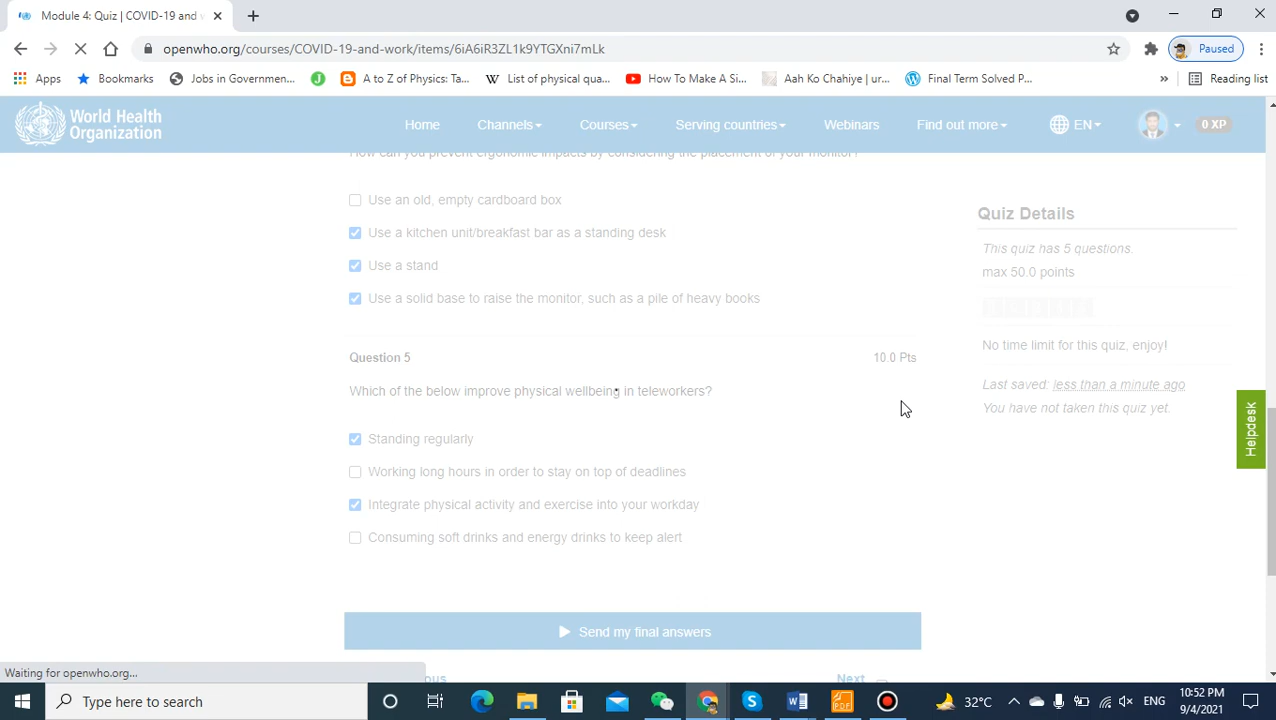 Module 4: Quiz | COVID-19 and
Paused
openwho.org/courses/COVID-19-and-work/items/6iA6iR3ZL1k9YTGXni7mLk
Apps
Bookmarks
Jobs in Governmen...
A to Z of Physics: Ta...
List of physical qua...
How To Make A Si...
Aah Ko Chahiye | ur...
Final Term Solved P...
»
Reading list
World Health
Organization
Home
Channels
Courses
Serving countries
Webinars
Find out more
EN
0 XP
How can you prevent ergonomic impacts by considering the placement of your monitor?
Use an old, empty cardboard box
Use a kitchen unit/breakfast bar as a standing desk
Use a stand
Use a solid base to raise the monitor, such as a pile of heavy books
Quiz Details
This quiz has 5 questions.
max 50.0 points
No time limit for this quiz, enjoy!
Last saved: less than a minute ago
You have not taken this quiz yet.
Question 5
10.0 Pts
Which of the below improve physical wellbeing in teleworkers?
Standing regularly
Working long hours in order to stay on top of deadlines
Integrate physical activity and exercise into your workday
Consuming soft drinks and energy drinks to keep alert
Helpdesk
Send my final answers
Next
Waiting for openwho.org...
Type here to search
32°C
ENG
10:52 PM
9/4/2021